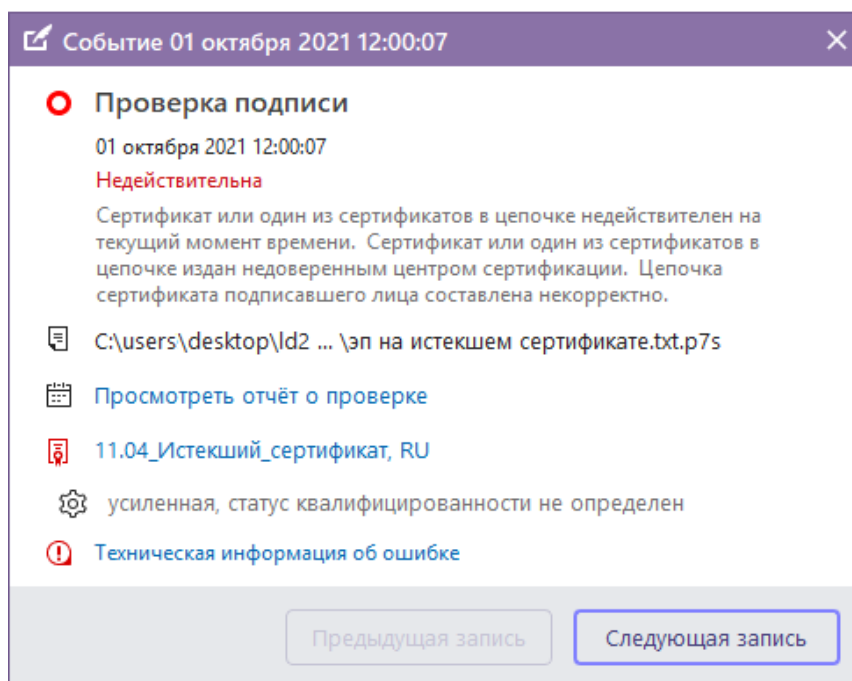 Событие 01 октября 2021 12:00:07
Проверка подписи
01 октября 2021 12:00:07
Недействительна
Сертификат или один из сертификатов в цепочке недействителен на
текущий момент времени.  Сертификат или один из сертификатов в
цепочке издан недоверенным центром сертификации.  Цепочка
сертификата подписавшего лица составлена некорректно.
C:\users\desktop\ld2 ... \эп на истекшем сертификате.txt.p7s
Просмотреть отчёт о проверке
11.04_Истекший_сертификат, RU
усиленная, статус квалифицированности не определен
Техническая информация об ошибке
Предыдущая запись
Следующая запись